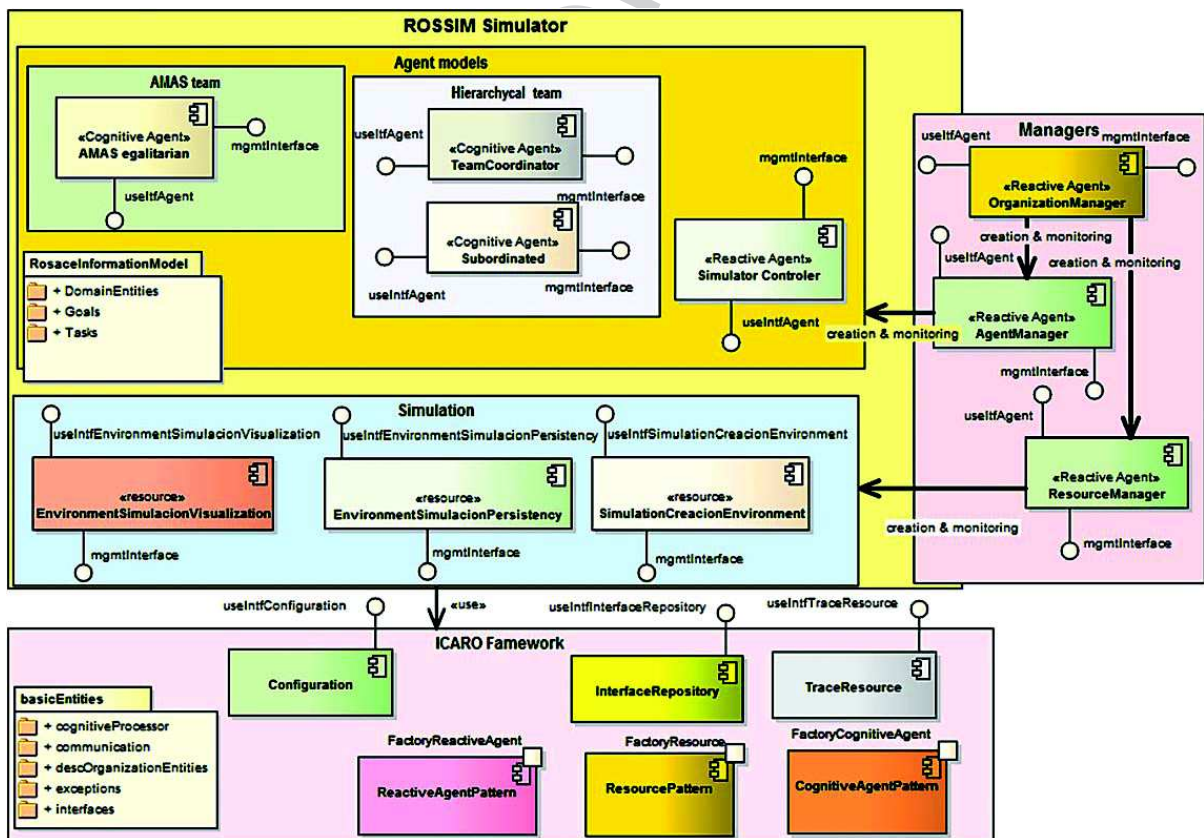 ROSSIM Simulator
Agent models
AMAS team
«Cognitive Agent»
AMAS egalitarian
mgmtInterface
useItfAgent
Hierarchycal team
useItfAgent
«Cognitive Agent»
TeamCoordinator
mgmtInterface
«Cognitive Agent»
Subordinated
useIntfAgent
mgmtInterface
mgmtInterface
«Reactive Agent»
Simulator Controler
useIntfAgent
RosaceInformationModel
+ DomainEntities
+ Goals
+ Tasks
Managers
useItfAgent
mgmtInterface
«Reactive Agent»
OrganizationManager
creation & monitoring
useItfAgent
creation & monitoring
«Reactive Agent»
AgentManager
creation & monitoring
mgmtInterface
useItfAgent
«Reactive Agent»
ResourceManager
creation & monitoring
mgmtInterface
Simulation
useIntfEnvironmentSimulacionVisualization
useIntfEnvironmentSimulacionPersistency
useIntfSimulationCreacionEnvironment
«resource»
EnvironmentSimulacionVisualization
«resource»
EnvironmentSimulacionPersistency
«resource»
SimulationCreacionEnvironment
mgmtInterface
mgmtInterface
mgmtInterface
useIntfConfiguration
«use»
useIntfInterfaceRepository
useIntfTraceResource
ICARO Famework
Configuration
InterfaceRepository
TraceResource
basicEntities
+ cognitiveProcessor
+ communication
+ descOrganizationEntities
+ exceptions
+ interfaces
FactoryReactiveAgent
ReactiveAgentPattern
FactoryResource
ResourcePattern
FactoryCognitiveAgent
CognitiveAgentPattern